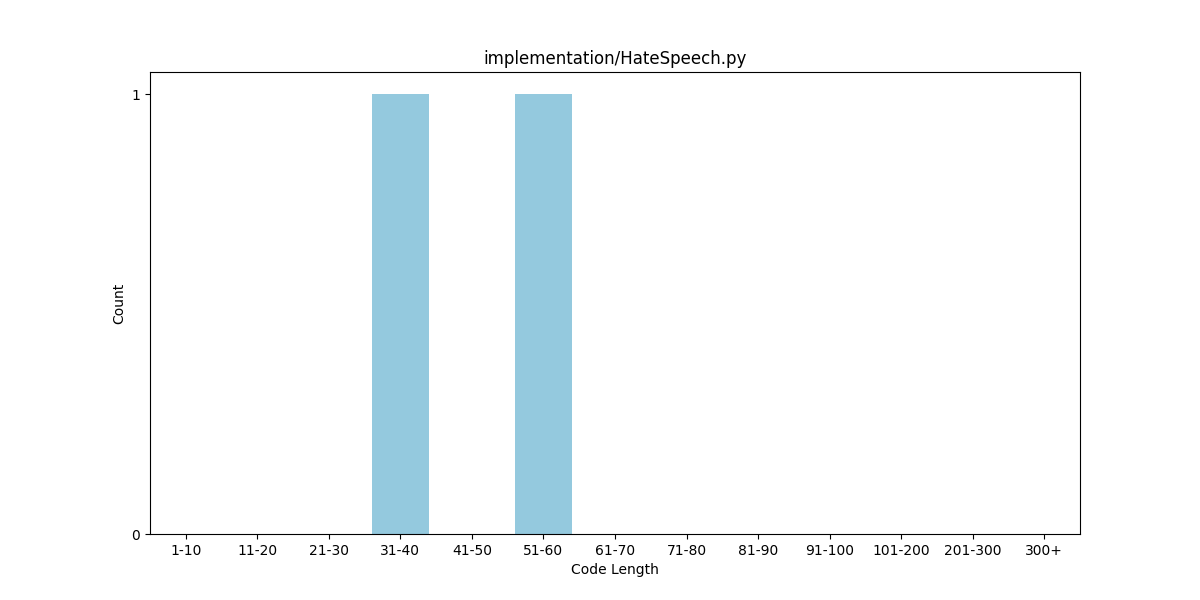 implementation/HateSpeech.py
1
Count
0
1-10 11-20 21-30 31-40 41-50 51-60 61-70 71-80 81-90 91-100 101-200 201-300 300+
Code Length